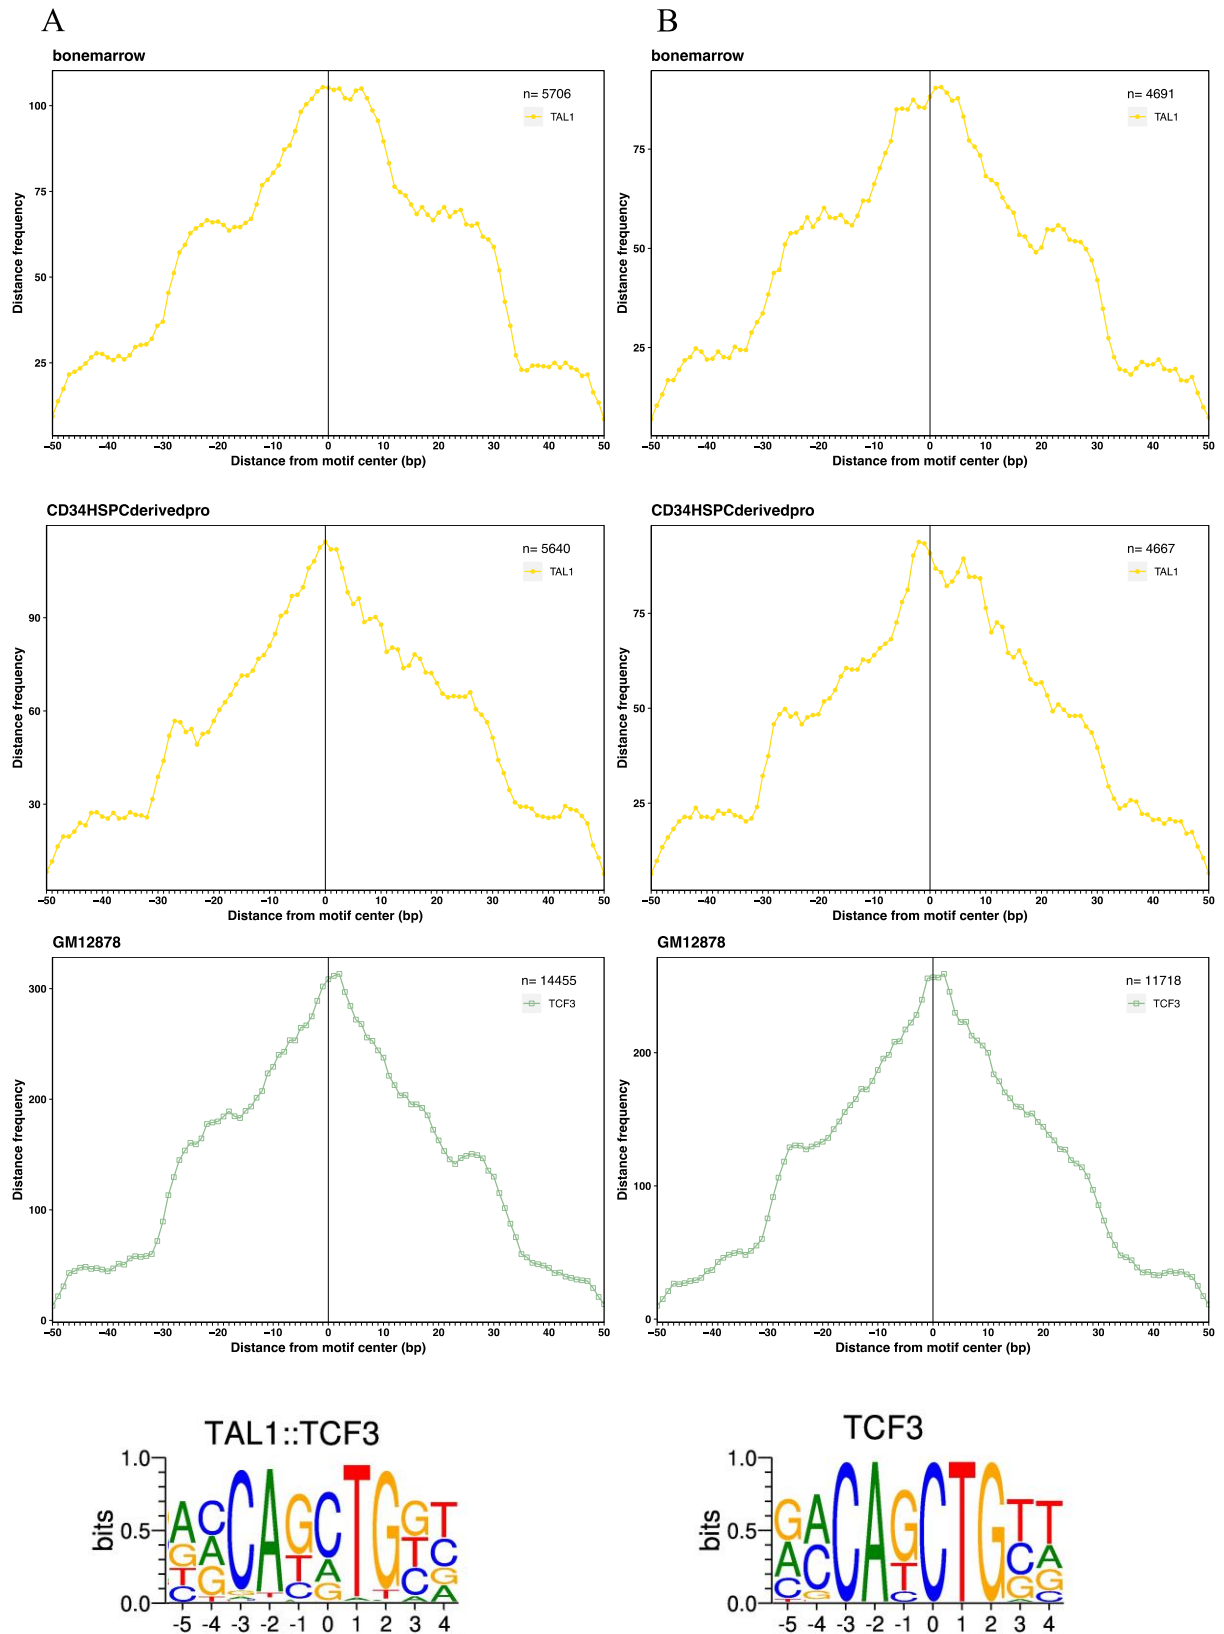 A
B
bonemarrow
n= 5706
TAL1
100
75
50
25
Distance frequency
−50 −40 −30 −20 −10 0 10 20 30 40 50
Distance from motif center (bp)
bonemarrow
n= 4691
TAL1
75
50
25
Distance frequency
−50 −40 −30 −20 −10 0 10 20 30 40 50
Distance from motif center (bp)
CD34HSPCderivedpro
n= 5640
TAL1
90
60
30
Distance frequency
−50 −40 −30 −20 −10 0 10 20 30 40 50
Distance from motif center (bp)
CD34HSPCderivedpro
n= 4667
TAL1
75
50
25
Distance frequency
−50 −40 −30 −20 −10 0 10 20 30 40 50
Distance from motif center (bp)
GM12878
n= 14455
TCF3
300
200
100
0
Distance frequency
−50 −40 −30 −20 −10 0 10 20 30 40 50
Distance from motif center (bp)
GM12878
n= 11718
TCF3
200
100
0
Distance frequency
−50 −40 −30 −20 −10 0 10 20 30 40 50
Distance from motif center (bp)
TAL1::TCF3
1.0
0.5
0.0
bits
ACCAGCTGGT
-5 -4 -3 -2 -1 0 1 2 3 4
TCF3
1.0
0.5
0.0
bits
GACAGCTGTT
-5 -4 -3 -2 -1 0 1 2 3 4